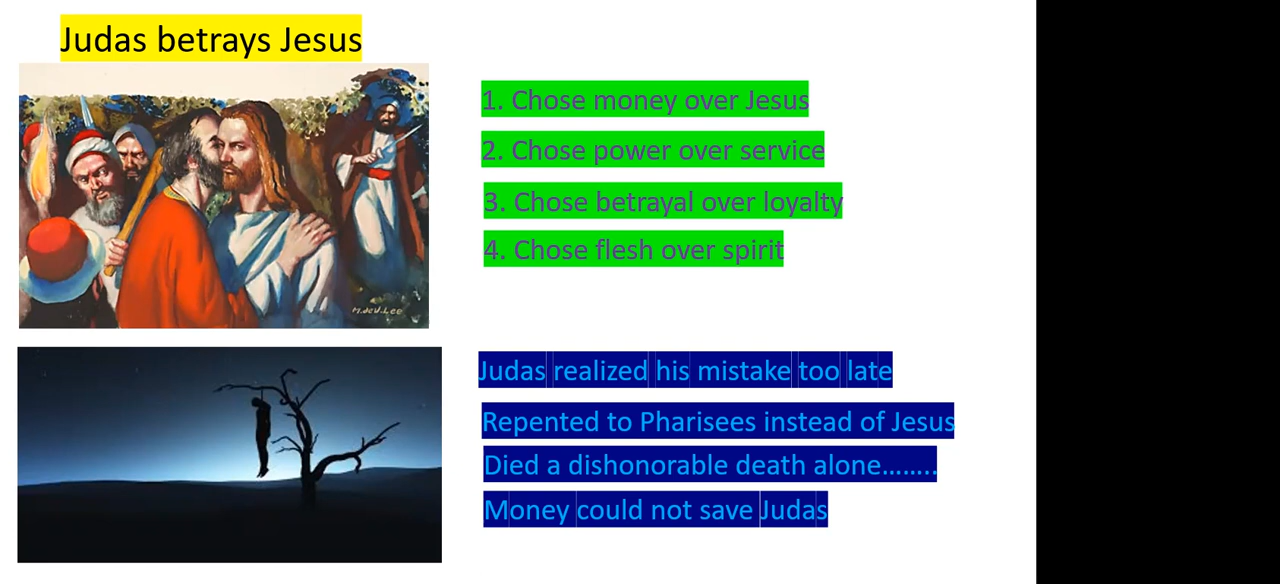 Judas betrays Jesus
1. Chose money over Jesus
2. Chose power over service
3. Chose betrayal over loyalty
4. Chose flesh over spirit
M.deV.Lee
Judas realized his mistake too late
Repented to Pharisees instead of Jesus
Died a dishonorable death alone........
Money could not save Judas